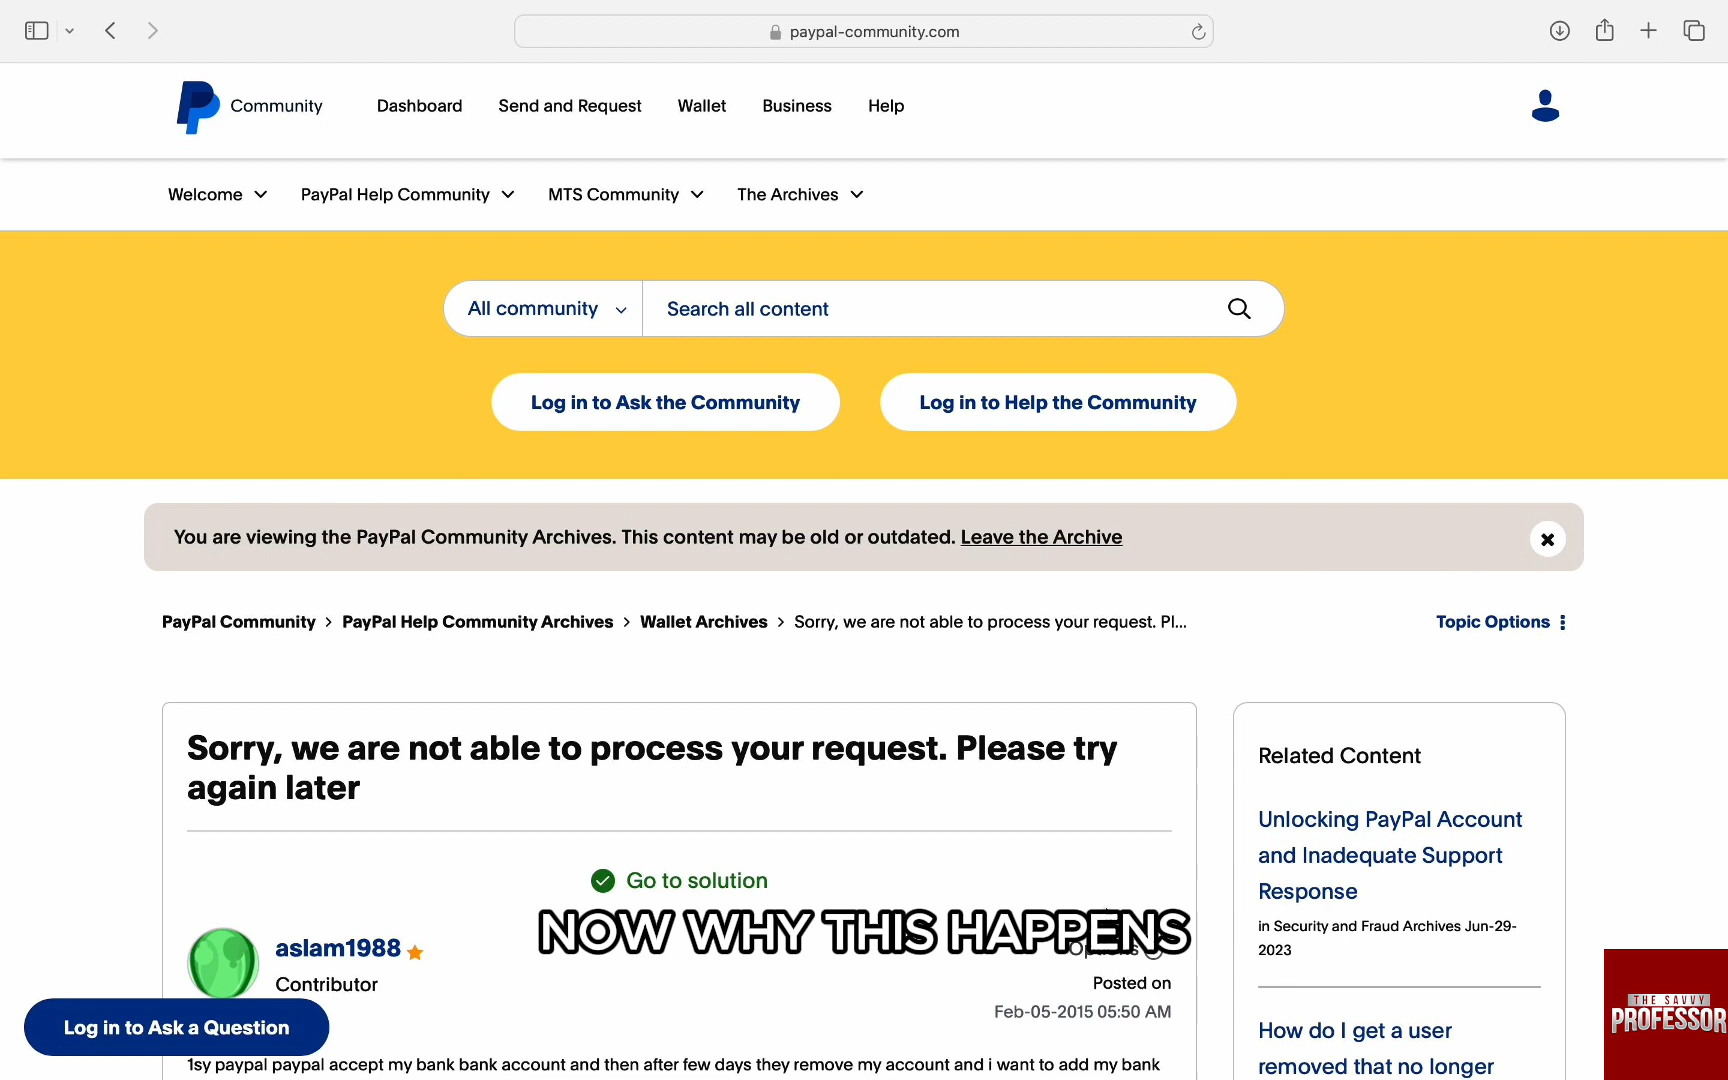 paypal-community.com
Community
Dashboard
Send and Request
Wallet
Business
Help
Welcome
PayPal Help Community
MTS Community
The Archives
All community
Search all content
Log in to Ask the Community
Log in to Help the Community
You are viewing the PayPal Community Archives. This content may be old or outdated. Leave the Archive
PayPal Community > PayPal Help Community Archives > Wallet Archives > Sorry, we are not able to process your request. Pl...
Topic Options
Sorry, we are not able to process your request. Please try
again later
Go to solution
NOW WHY THIS HAPPENS
aslam1988
Contributor
Posted on
Feb-05-2015 05:50 AM
1sy paypal paypal accept my bank bank account and then after few days they remove my account and i want to add my bank
Log in to Ask a Question
Related Content
Unlocking PayPal Account
and Inadequate Support
Response
in Security and Fraud Archives Jun-29-
2023
How do I get a user
removed that no longer
THE SAVVY
PROFESSOR